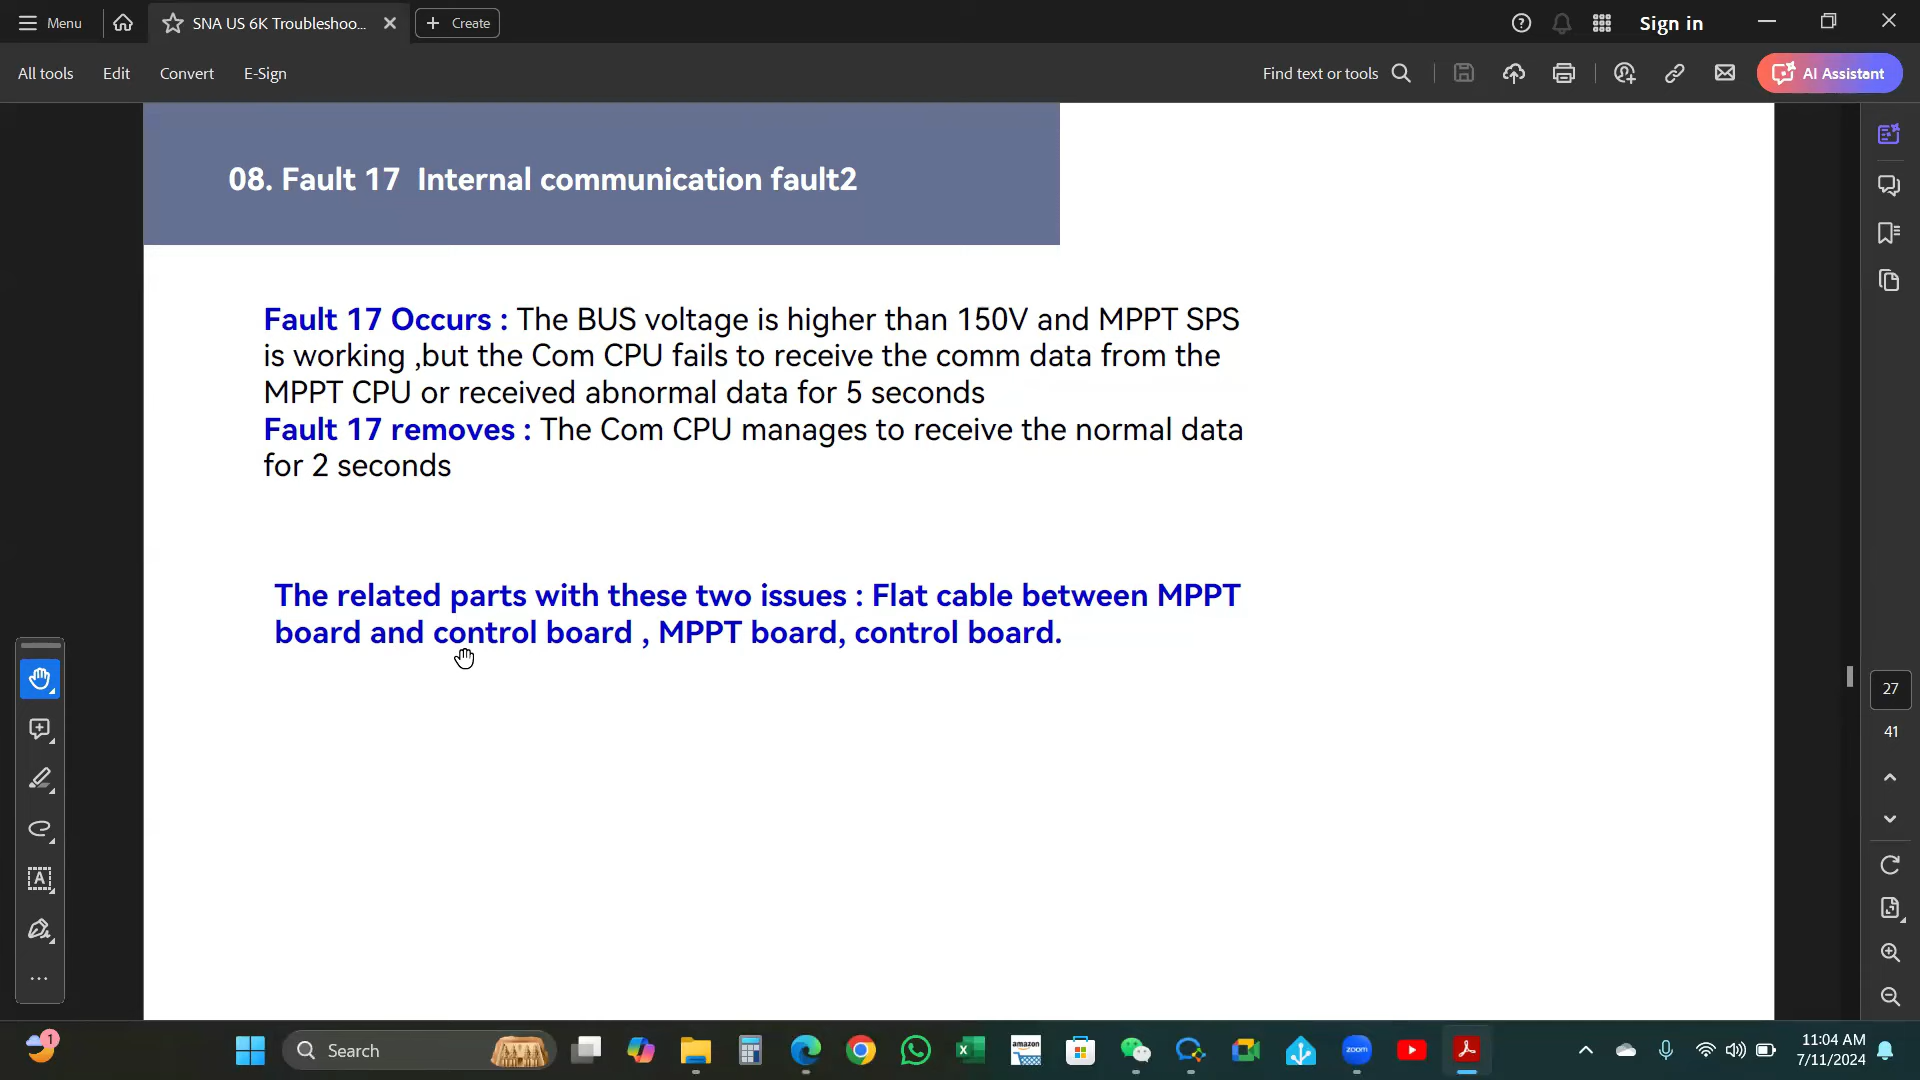 Menu
SNA US 6K Troubleshoo...
Create
Sign in
All tools
Edit
Convert
E-Sign
Find text or tools
AI Assistant
08. Fault 17 Internal communication fault2
Fault 17 Occurs : The BUS voltage is higher than 150V and MPPT SPS
is working ,but the Com CPU fails to receive the comm data from the
MPPT CPU or received abnormal data for 5 seconds
Fault 17 removes : The Com CPU manages to receive the normal data
for 2 seconds
The related parts with these two issues : Flat cable between MPPT
board and control board , MPPT board, control board.
27
41
1
Search
amazon
zoom
11:04 AM
7/11/2024